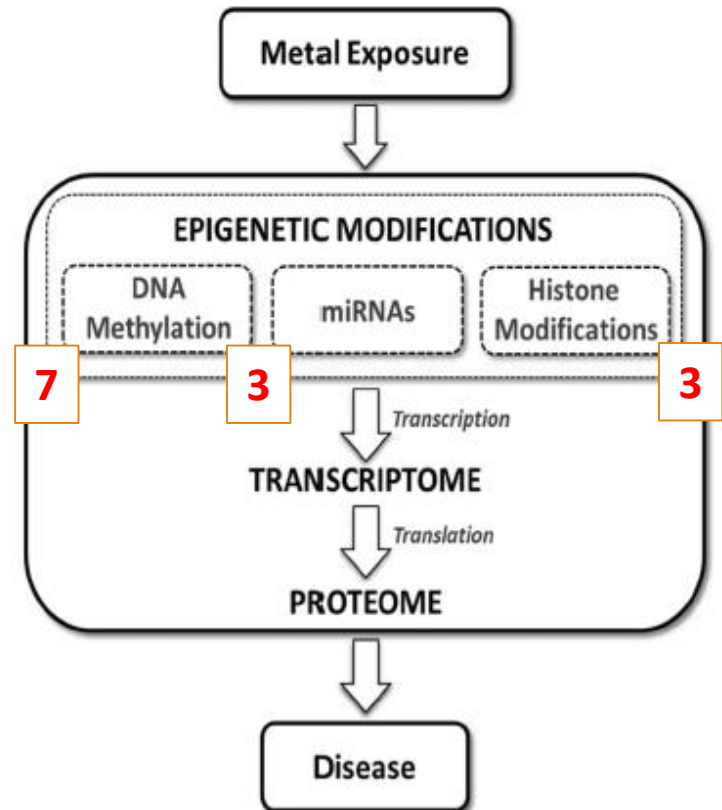 Metal Exposure
EPIGENETIC MODIFICATIONS
DNA
Methylation
miRNAs
Histone
Modifications
7
3
3
Transcription
TRANSCRIPTOME
Translation
PROTEOME
Disease